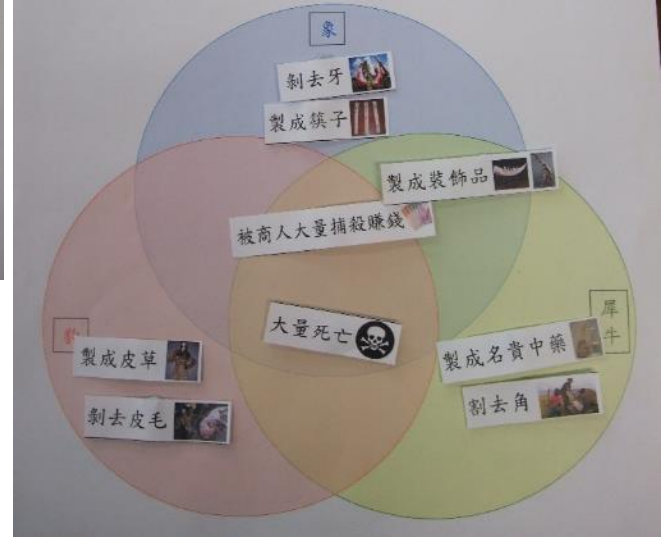 象
剝去牙
製成筷子
製成裝飾品
被商人大量捕殺賺錢
大量死亡
豹
製成皮草
剝去皮毛
犀牛
製成名貴中藥
割去角